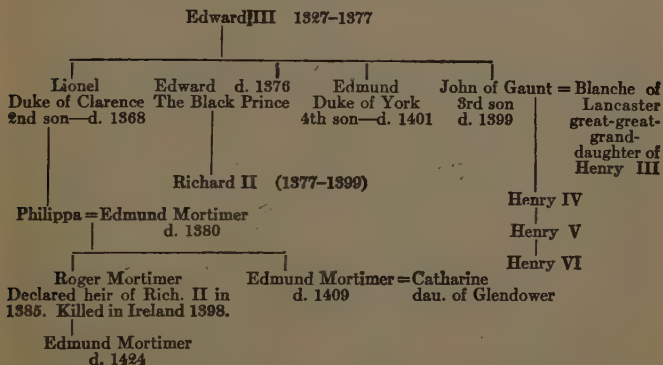 Edward III 1327-1377
Lionel
Duke of Clarence
2nd son—d. 1368
Edward d. 1376
The Black Prince
Edmund
Duke of York
4th son—d. 1401
John of Gaunt = Blanche of
3rd son
d. 1399
Lancaster
great-great-
grand-
daughter of
Henry III
Richard II (1377-1399)
Henry IV
Henry V
Henry VI
Philippa = Edmund Mortimer
d. 1380
Roger Mortimer
Declared heir of Rich. II in
1385. Killed in Ireland 1398.
Edmund Mortimer = Catharine
d. 1409
dau. of Glendower
Edmund Mortimer
d. 1424